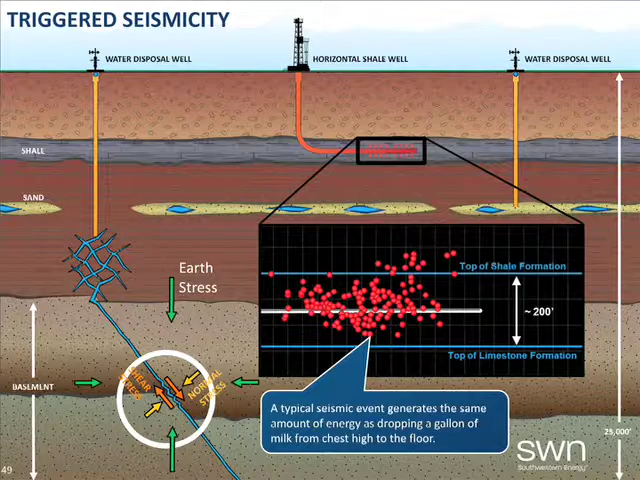 TRIGGERED SEISMICITY
WATER DISPOSAL WELL
HORIZONTAL SHALE WELL
WATER DISPOSAL WELL
SHALL
SAND
Earth
Stress
Top of Shale Formation
~ 200'
Top of Limestone Formation
SHEAR
STRESS
NORMAL
STRESS
BASEMENT
A typical seismic event generates the same
amount of energy as dropping a gallon of
milk from chest high to the floor.
25,000'
swn
Southwestern Energy
49